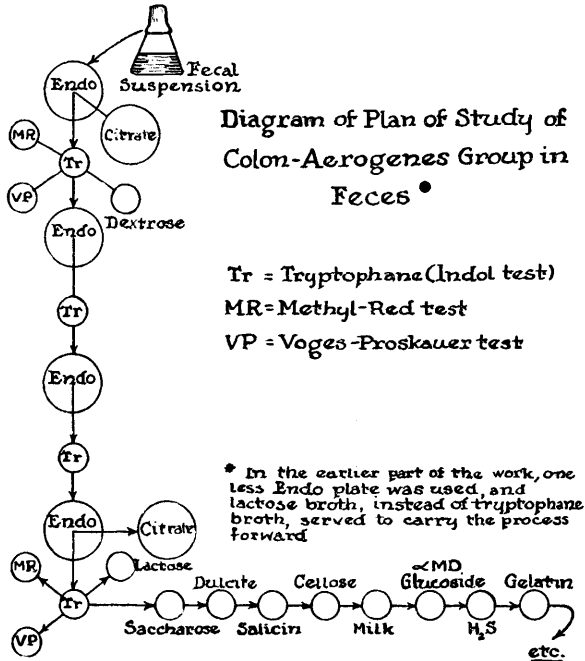 Fecal
Suspension
Endo
Citrate
MR
Tr
VP
Dextrose
Endo
Tr
Endo
Tr
Endo
Citrate
MR
Lactose
Tr
VP
Saccharose
Dulcite
Salicin
Cellose
Milk
∝MD
Glucoside
H₂S
Gelatin
etc.
Diagram of Plan of Study of
Colon-Aerogenes Group in
Feces •
Tr = Tryptophane (Indol test)
MR = Methyl-Red test
VP = Voges-Proskauer test
• In the earlier part of the work, one
less Endo plate was used, and
lactose broth, instead of tryptophane
broth, served to carry the process
forward